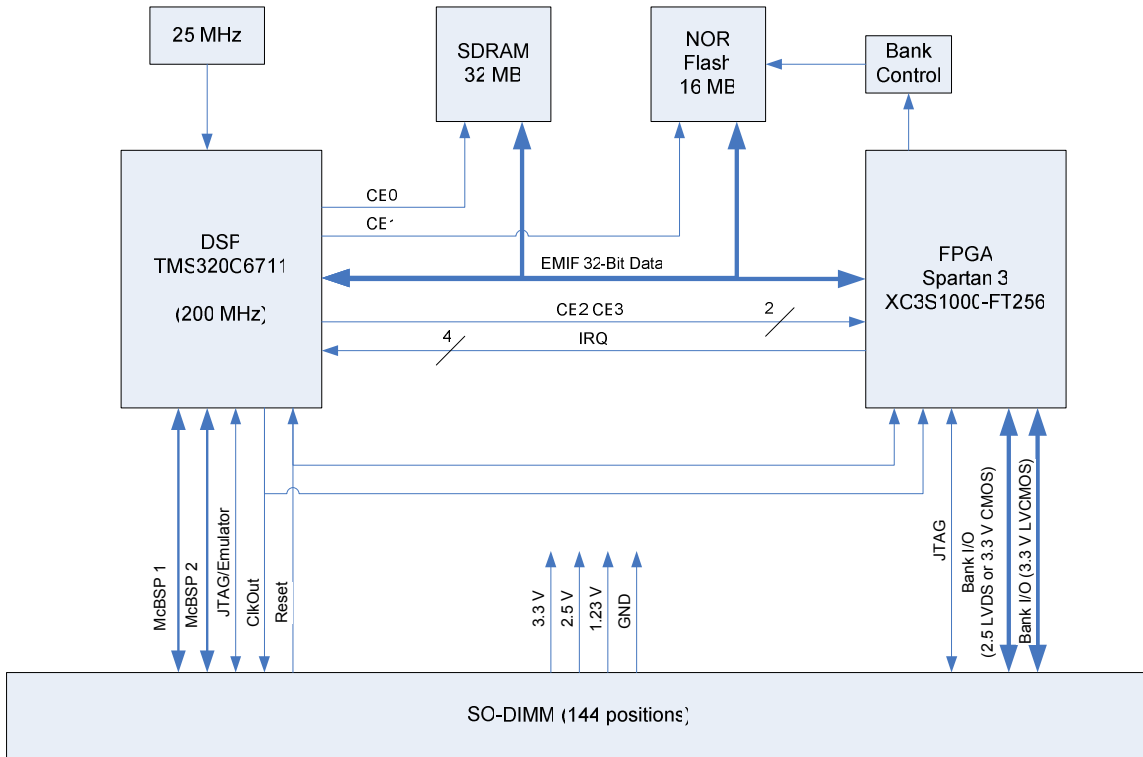 25 MHz
SDRAM
32 MB
NOR
Flash
16 MB
Bank
Control
CE0
CE1
DSP
TMS320C6711
(200 MHz)
EMIF 32-Bit Data
FPGA
Spartan 3
XC3S1000-FT256
CE2 CE3
2
4
IRQ
McBSP 1
McBSP 2
JTAG/Emulator
ClkOut
Reset
3.3 V
2.5 V
1.23 V
GND
JTAG
Bank I/O
(2.5 LVDS or 3.3 V CMOS)
Bank I/O (3.3 V LVCMOS)
SO-DIMM (144 positions)